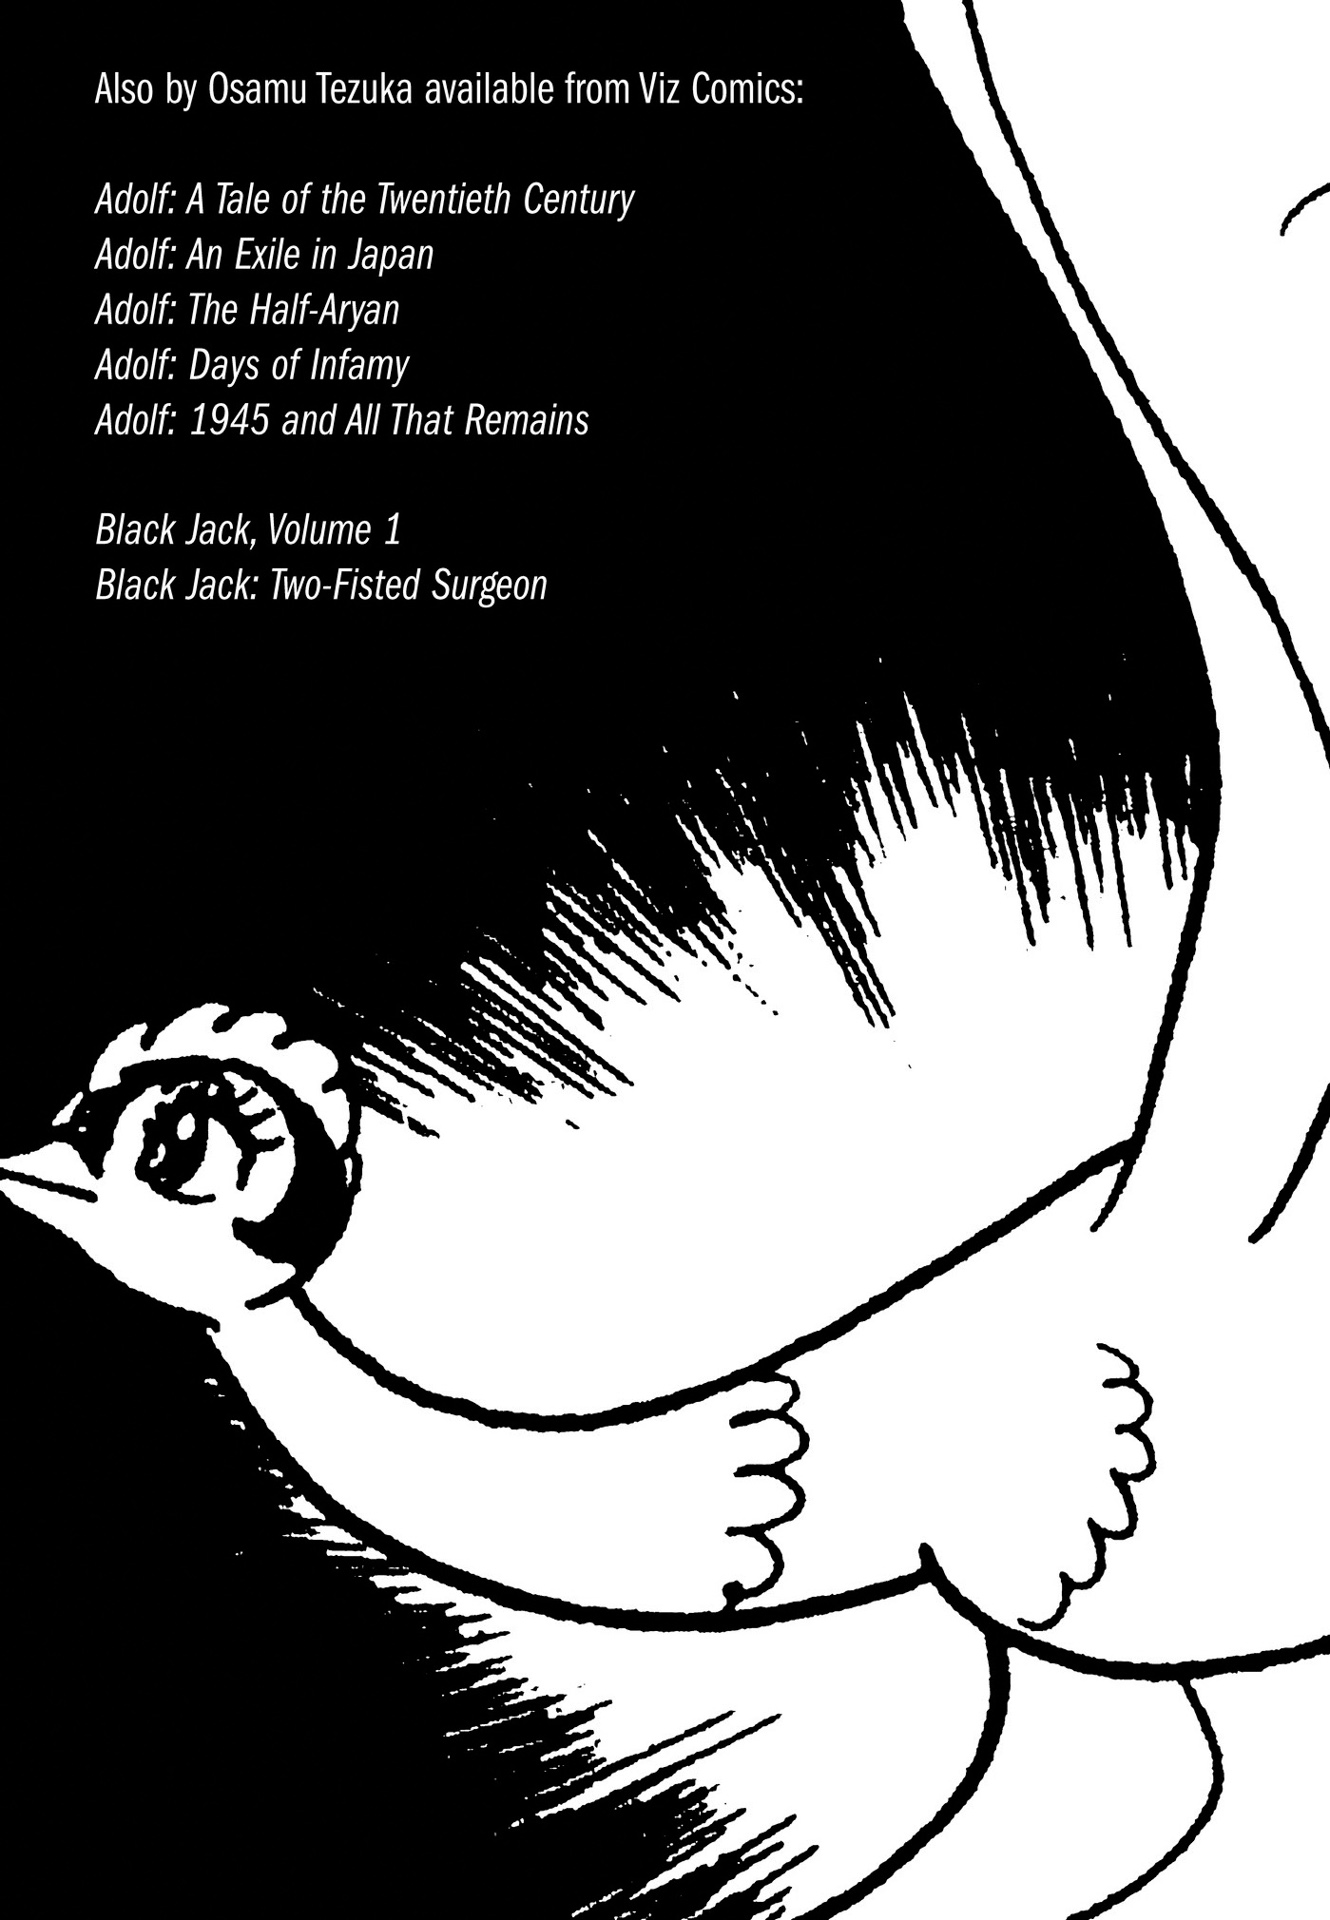 Also by Osamu Tezuka available from Viz Comics:
Adolf: A Tale of the Twentieth Century
Adolf: An Exile in Japan
Adolf: The Half-Aryan
Adolf: Days of Infamy
Adolf: 1945 and All That Remains
Black Jack, Volume 1
Black Jack: Two-Fisted Surgeon